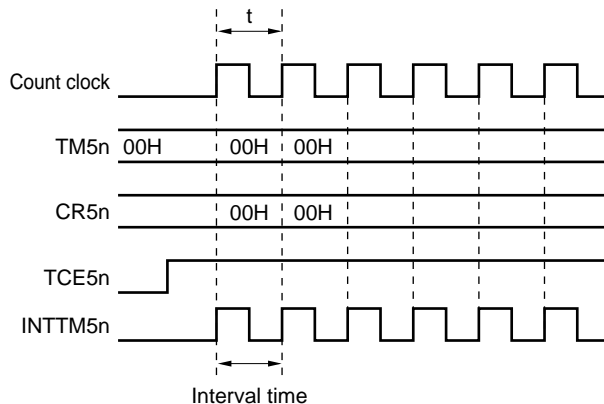 t
Count clock
TM5n 00H 00H 00H
CR5n 00H 00H
TCE5n
INTTM5n
Interval time